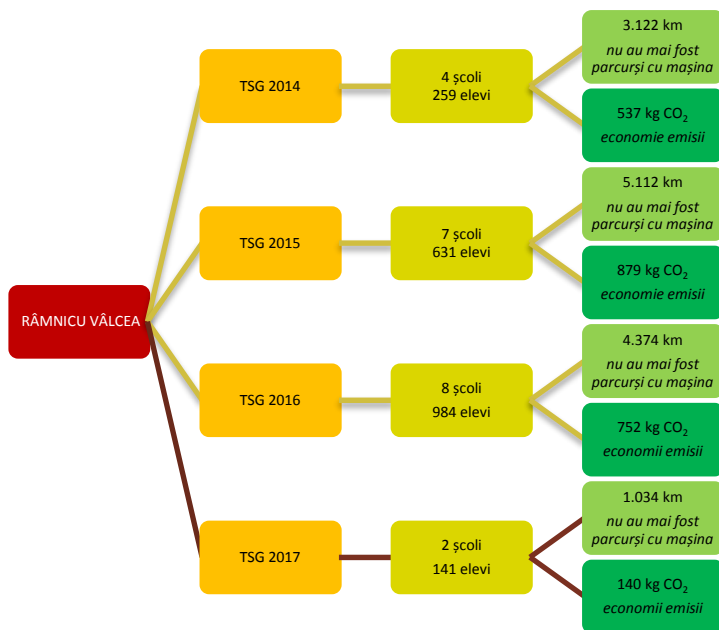 RÂMNICU VÂLCEA
TSG 2014
4 școli
259 elevi
3.122 km
nu au mai fost
parcurși cu mașina
537 kg CO₂
economie emisii
TSG 2015
7 școli
631 elevi
5.112 km
nu au mai fost
parcurși cu mașina
879 kg CO₂
economie emisii
TSG 2016
8 școli
984 elevi
4.374 km
nu au mai fost
parcurși cu mașina
752 kg CO₂
economii emisii
TSG 2017
2 școli
141 elevi
1.034 km
nu au mai fost
parcurși cu mașina
140 kg CO₂
economii emisii